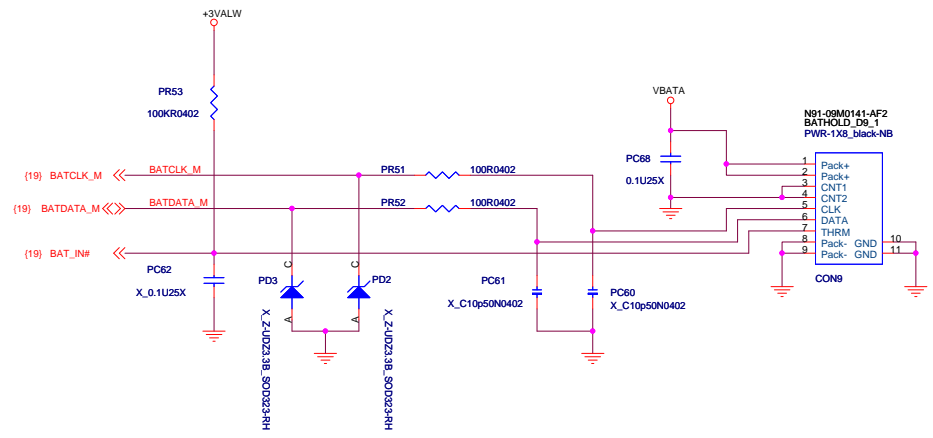 +3VALW
PR53
100KR0402
VBATA
N91-09M0141-AF2
BATHOLD_D9_1
PWR-1X8_black-NB
PC68
0.1U25X
1 Pack+
2 Pack+
3 CNT1
4 CNT2
5 CLK
6 DATA
7 THRM
8 Pack- GND 10
9 Pack- GND 11
CON9
{19} BATCLK_M BATCLK_M PR51 100R0402
{19} BATDATA_M BATDATA_M PR52 100R0402
{19} BAT_IN#
PC62
X_0.1U25X
C
A
PD3
X_Z-UDZ3.3B_SOD323-RH
C
A
PD2
X_Z-UDZ3.3B_SOD323-RH
PC61
X_C10p50N0402
PC60
X_C10p50N0402